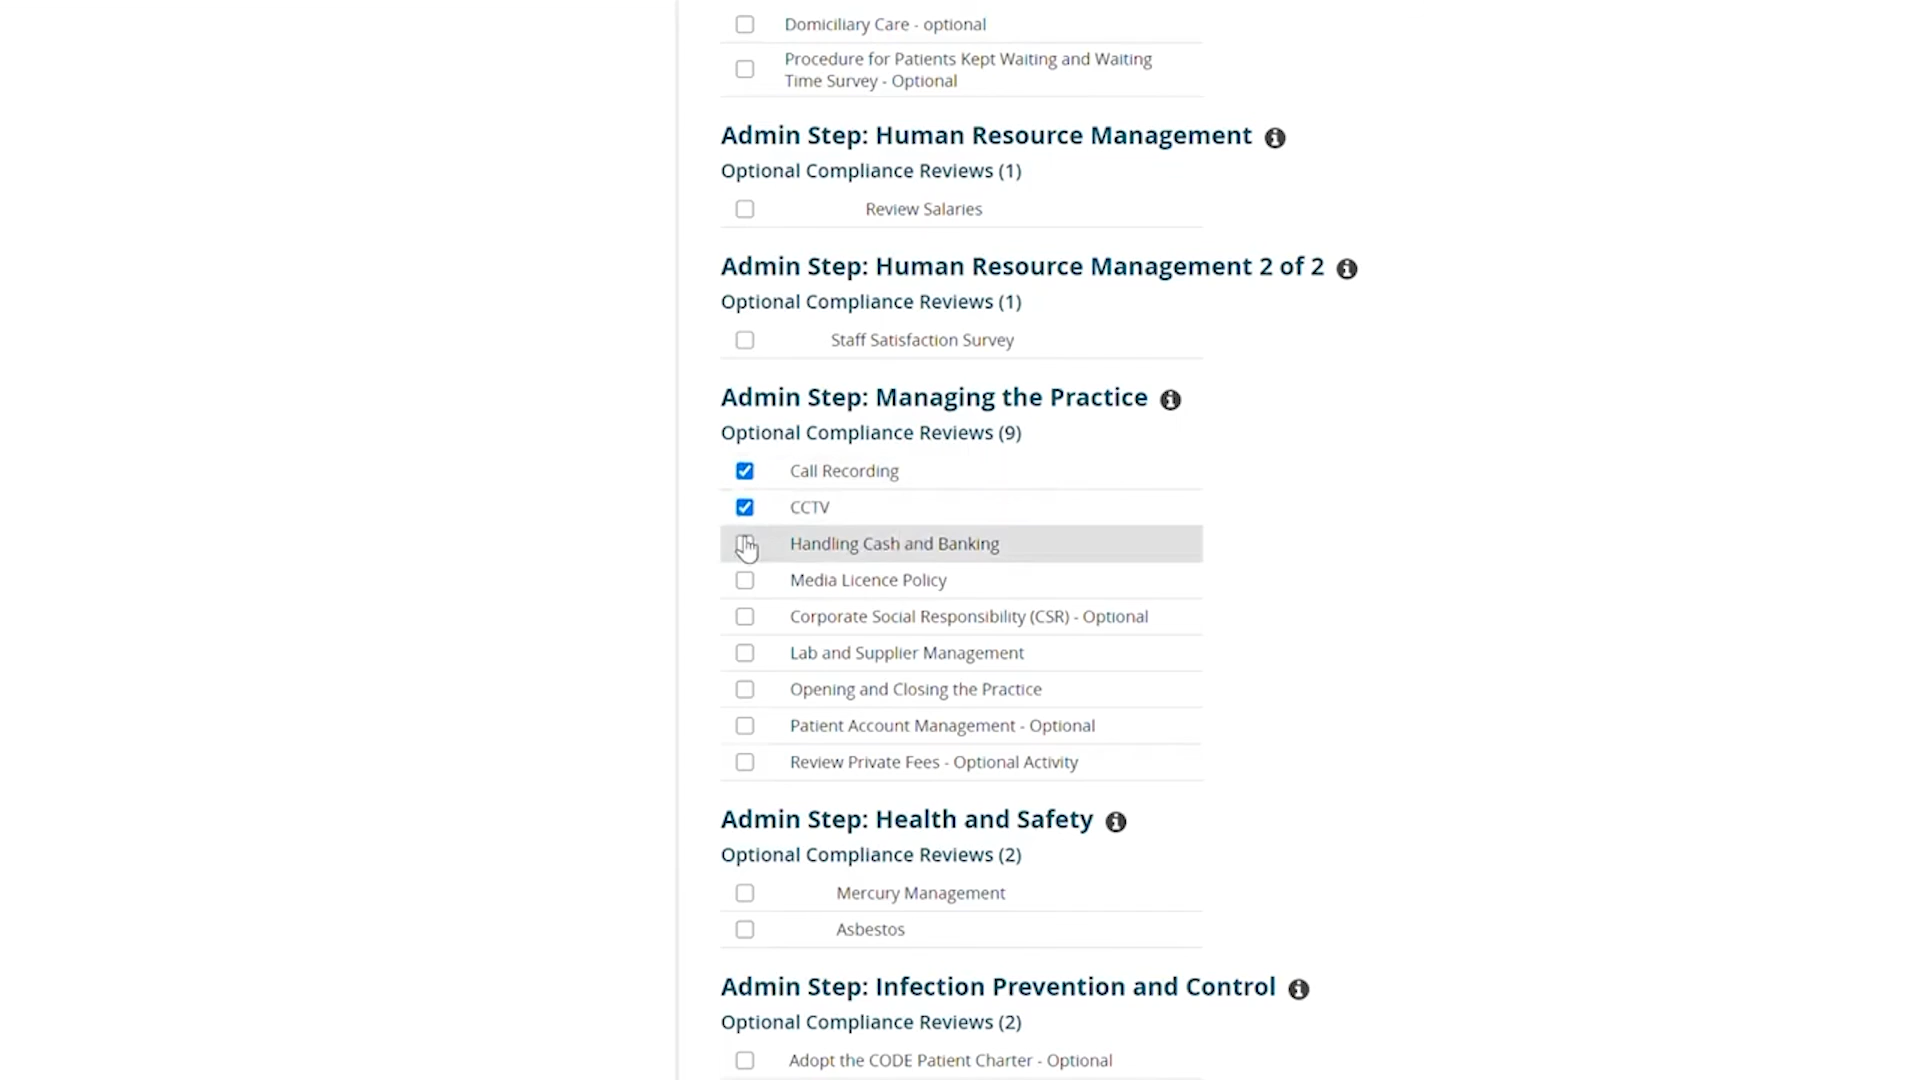 Domiciliary Care - optional
Procedure for Patients Kept Waiting and Waiting
Time Survey - Optional
Admin Step: Human Resource Management
Optional Compliance Reviews (1)
Review Salaries
Admin Step: Human Resource Management 2 of 2
Optional Compliance Reviews (1)
Staff Satisfaction Survey
Admin Step: Managing the Practice
Optional Compliance Reviews (9)
Call Recording
CCTV
Handling Cash and Banking
Media Licence Policy
Corporate Social Responsibility (CSR) - Optional
Lab and Supplier Management
Opening and Closing the Practice
Patient Account Management - Optional
Review Private Fees - Optional Activity
Admin Step: Health and Safety
Optional Compliance Reviews (2)
Mercury Management
Asbestos
Admin Step: Infection Prevention and Control
Optional Compliance Reviews (2)
Adopt the CODE Patient Charter - Optional